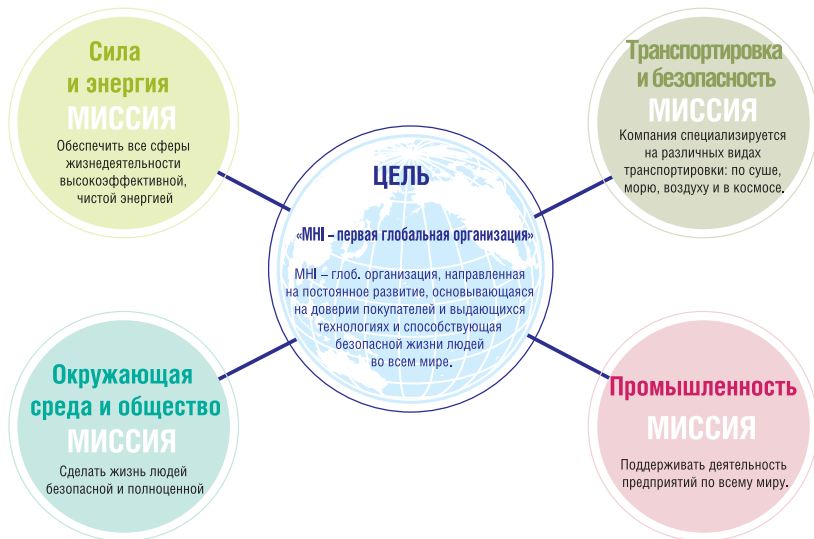 Сила
и энергия
МИССИЯ
Обеспечить все сферы
жизнедеятельности
высокоэффективной,
чистой энергией
Транспортировка
и безопасность
МИССИЯ
Компания специализируется
на различных видах
транспортировки: по суше,
морю, воздуху и в космосе.
ЦЕЛЬ
«MHI – первая глобальная организация»
MHI – глоб. организация, направленная
на постоянное развитие, основывающаяся
на доверии покупателей и выдающихся
технологиях и способствующая
безопасной жизни людей
во всем мире.
Окружающая
среда и общество
МИССИЯ
Сделать жизнь людей
безопасной и полноценной
Промышленность
МИССИЯ
Поддерживать деятельность
предприятий по всему миру.